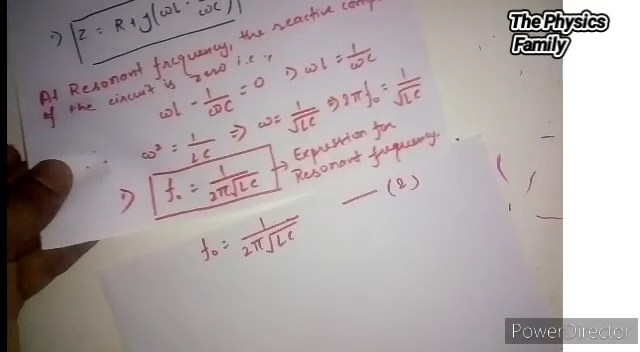 ⇒) Z = R + j(ωL -
ωC
At Resonant frequency, the reactive
of the circuit is zero i.e.,
ωL - 1/ωC = 0 ⇒) ωL = 1/ωC
ω² = 1/LC ⇒ ω = 1/√LC ⇒ 2πf₀ = 1/√LC
⇒) f₀ = 1/2π√LC → Expression for
Resonant frequency.
f₀ = 1/2π√LC — (2)
The Physics
Family
PowerDirector